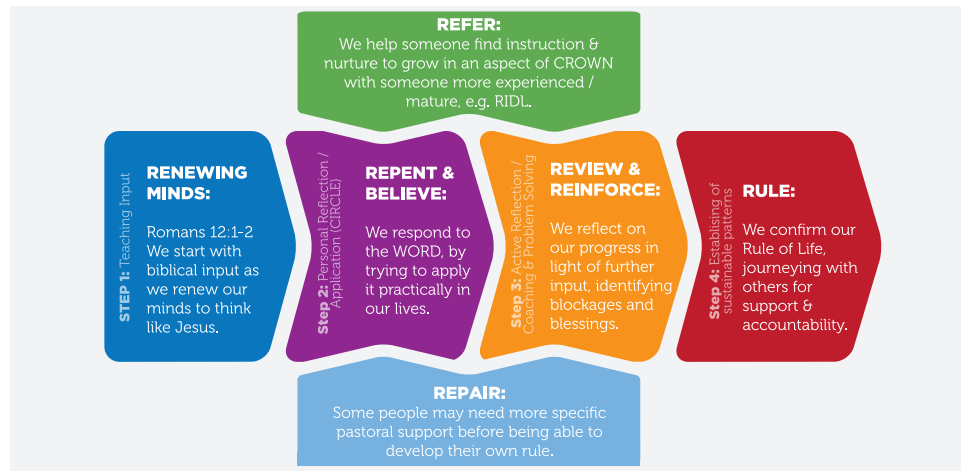 REFER:
We help someone find instruction &
nurture to grow in an aspect of CROWN
with someone more experienced /
mature, e.g. RIDL.
STEP 1: Teaching Input
RENEWING
MINDS:
Romans 12:1-2
We start with
biblical input as
we renew our
minds to think
like Jesus.
Step 2: Personal Reflection /
Application (CIRCLE)
REPENT &
BELIEVE:
We respond to
the WORD, by
trying to apply
it practically in
our lives.
Step 3: Active Reflection /
Coaching & Problem Solving
REVIEW &
REINFORCE:
We reflect on
our progress in
light of further
input, identifying
blockages and
blessings.
Step 4: Establising of
sustainable patterns
RULE:
We confirm our
Rule of Life,
journeying with
others for
support &
accountability.
REPAIR:
Some people may need more specific
pastoral support before being able to
develop their own rule.